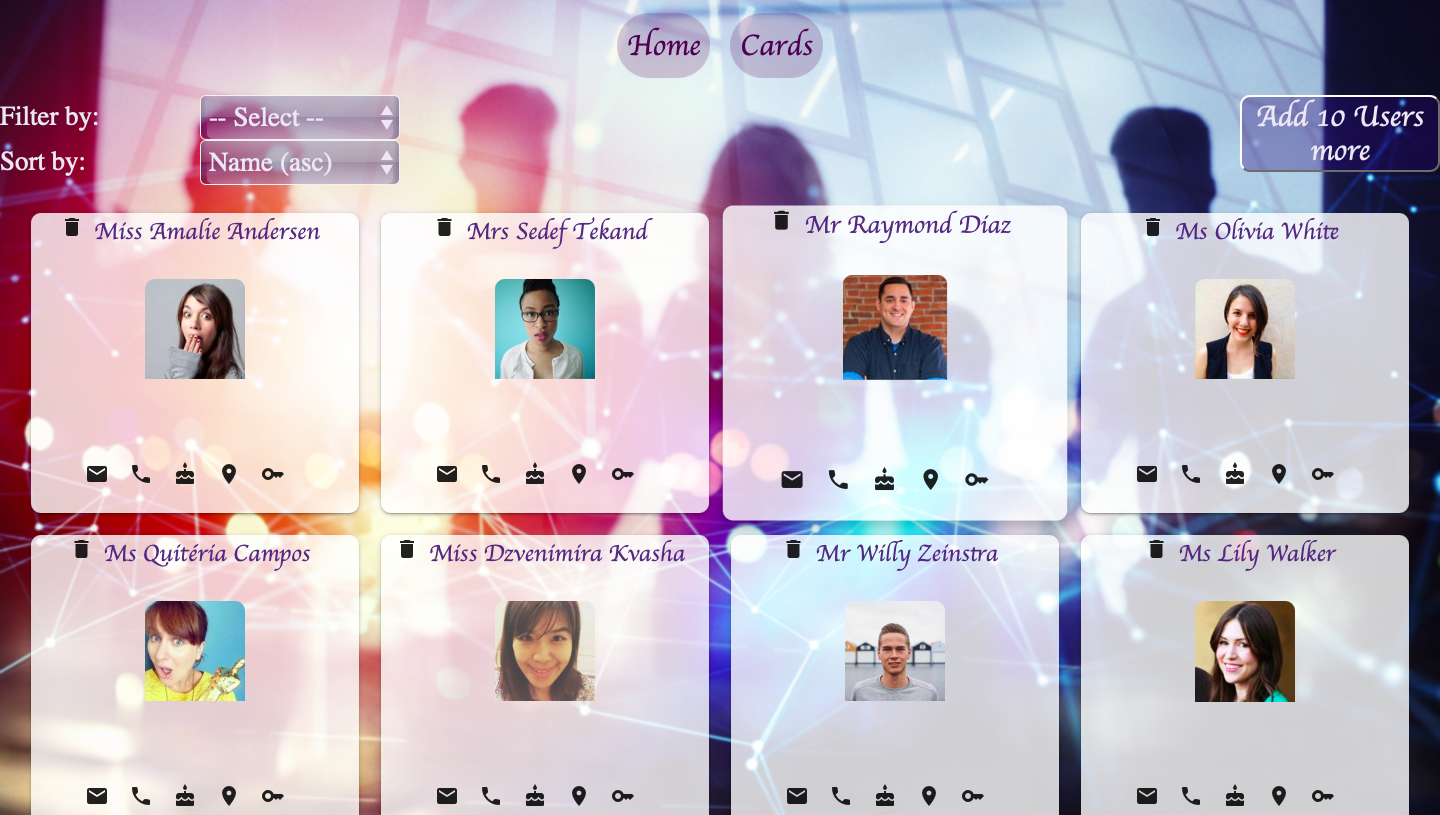 Home Cards
Filter by: -- Select --
Sort by: Name (asc)
Add 10 Users
more
Miss Amalie Andersen
Mrs Sedef Tekand
Mr Raymond Diaz
Ms Olivia White
Ms Quitéria Campos
Miss Dzvenimira Kvasha
Mr Willy Zeinstra
Ms Lily Walker